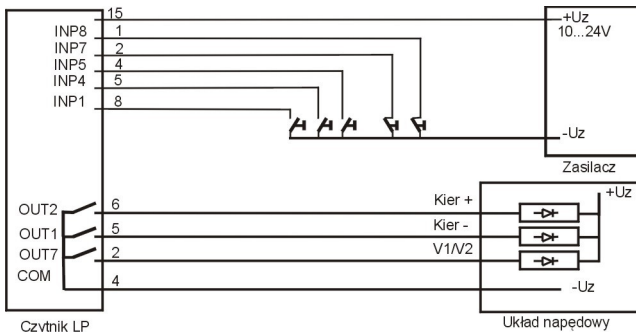 15
+Uz
INP8 1
10...24V
INP7 2
INP5 4
INP4 5
INP1 8
-Uz
Zasilacz
+Uz
OUT2 6 Kier +
OUT1 5 Kier -
OUT7 2 V1/V2
COM 4 -Uz
Czytnik LP
Układ napędowy